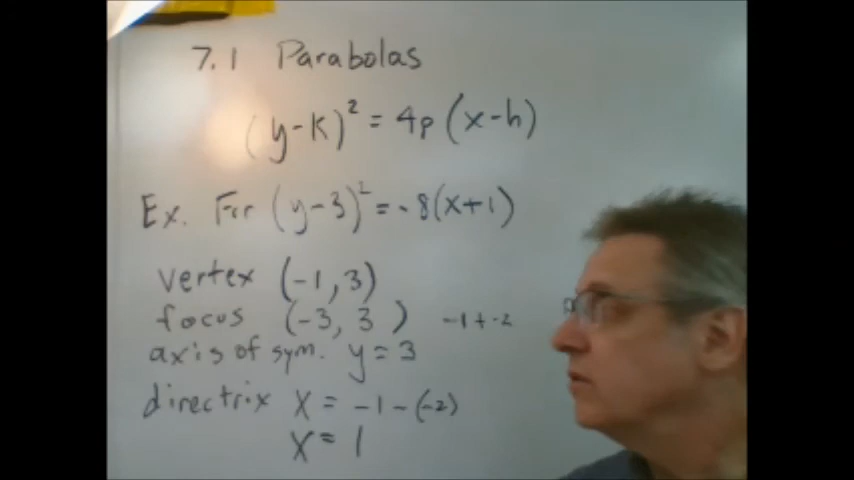 7.1 Parabolas
(y-k)² = 4p(x-h)
Ex. For (y-3)² = -8(x+1)
vertex (-1, 3)
focus (-3, 3) -1+-2
axis of sym. y = 3
directrix X = -1-(-2)
X = 1